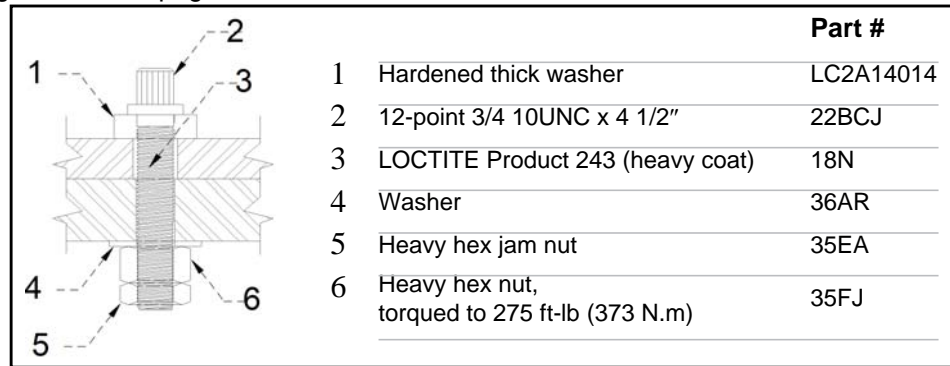 Part #
1 Hardened thick washer LC2A14014
2 12-point 3/4 10UNC x 4 1/2″ 22BCJ
3 LOCTITE Product 243 (heavy coat) 18N
4 Washer 36AR
5 Heavy hex jam nut 35EA
6 Heavy hex nut,
torqued to 275 ft-lb (373 N.m) 35FJ
2
1
3
4
6
5